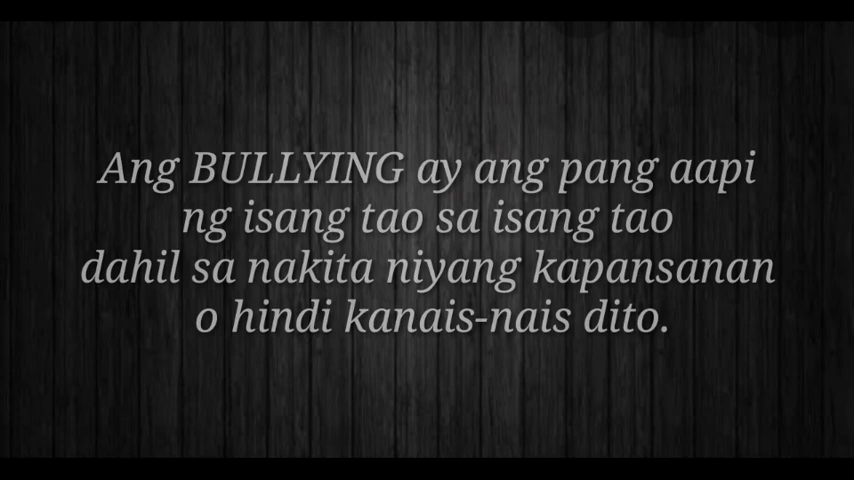 Ang BULLYING ay ang pang aapi
ng isang tao sa isang tao
dahil sa nakita niyang kapansanan
o hindi kanais-nais dito.